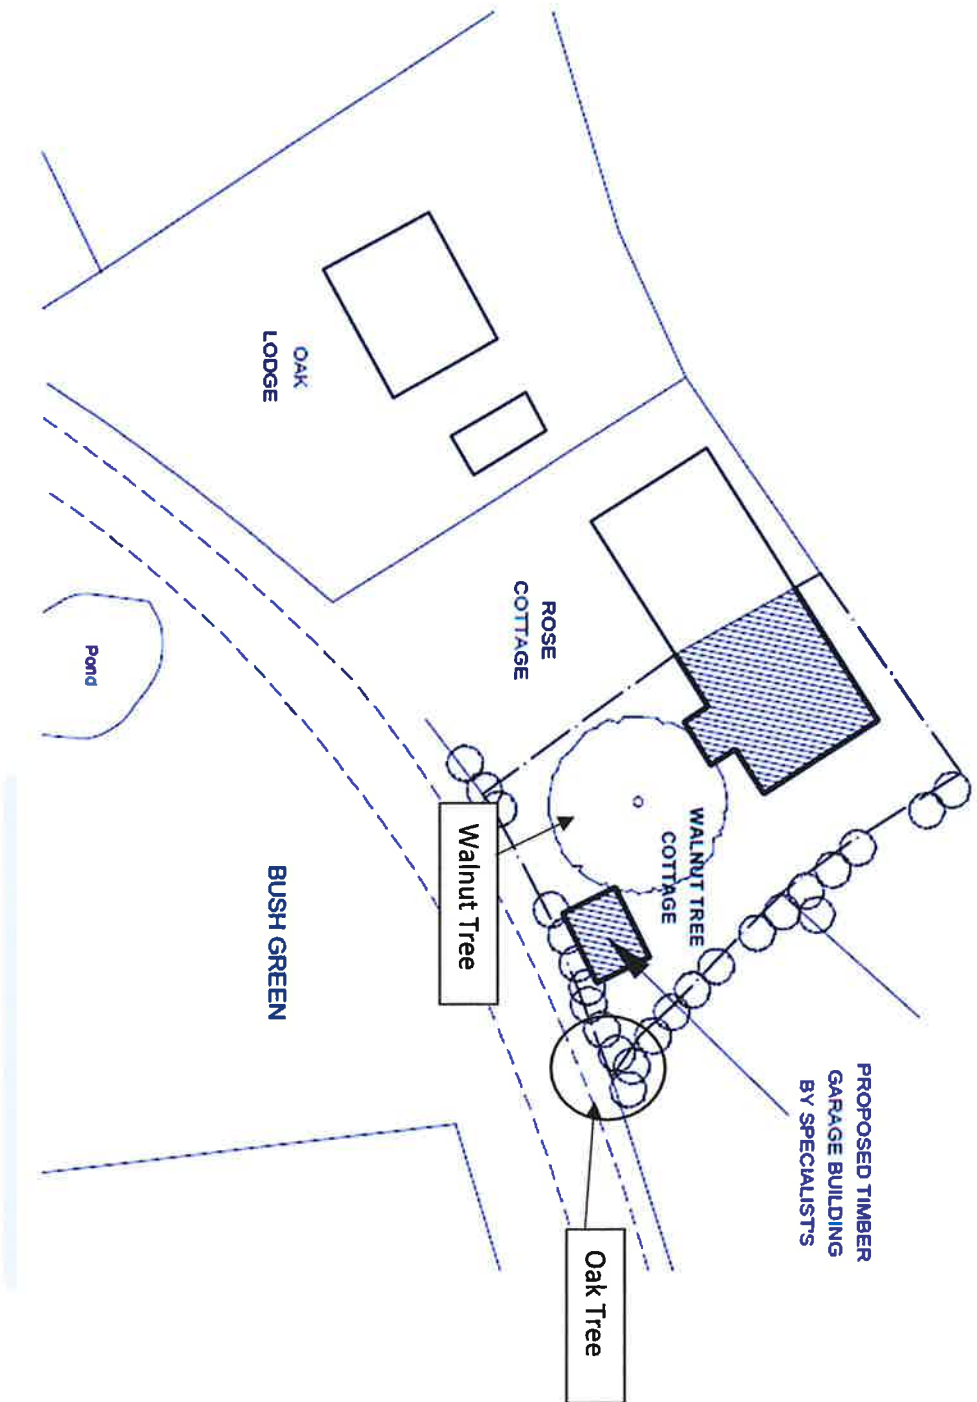 PROPOSED TIMBER
GARAGE BUILDING
BY SPECIALIST'S
WALNUT TREE
COTTAGE
ROSE
COTTAGE
OAK
LODGE
Walnut Tree
Oak Tree
BUSH GREEN
Pond